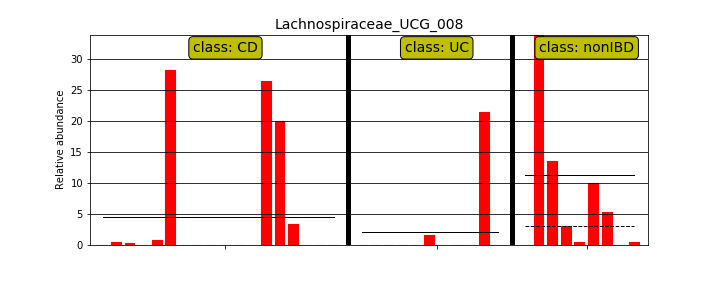 Lachnospiraceae_UCG_008
class: CD
class: UC
class: nonIBD
Relative abundance
30
25
20
15
10
5
0